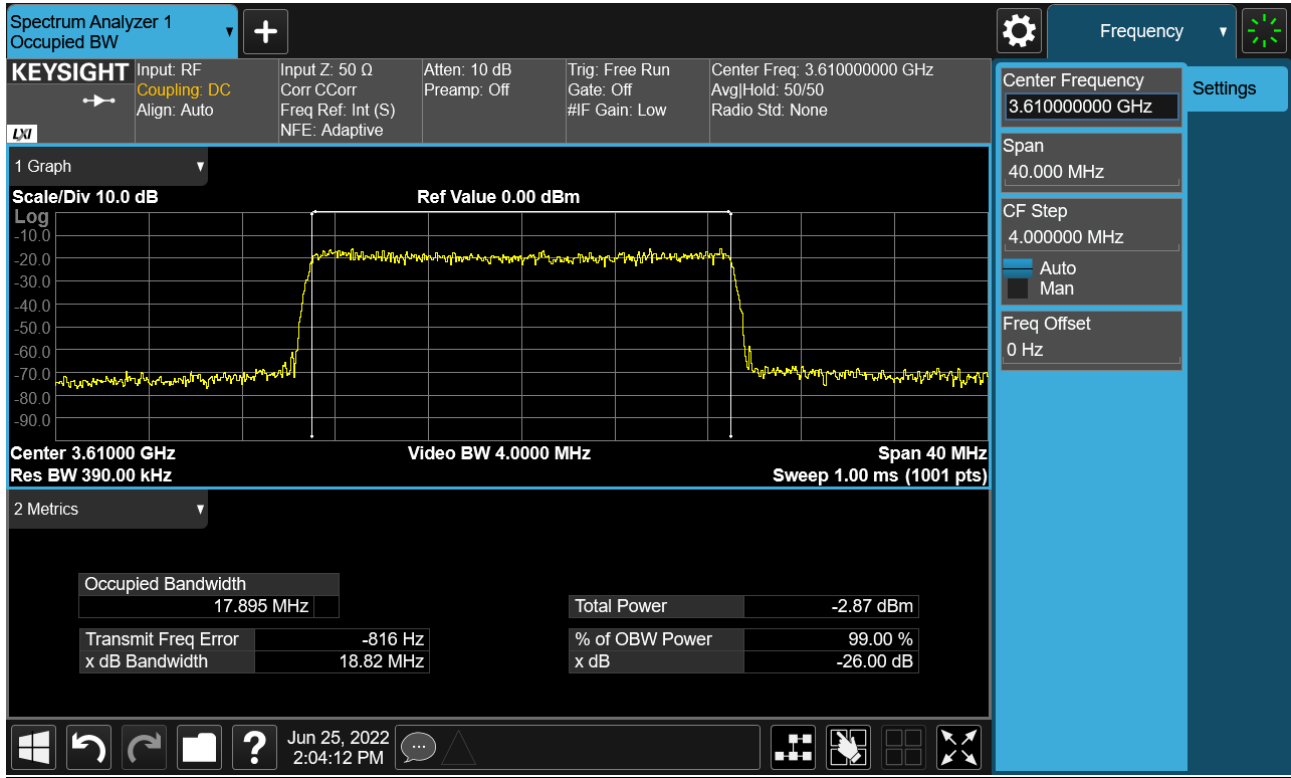 Spectrum Analyzer 1
Occupied BW
Frequency
KEYSIGHT
LXI
Input: RF
Coupling: DC
Align: Auto
Input Z: 50 Ω
Corr CCorr
Freq Ref: Int (S)
NFE: Adaptive
Atten: 10 dB
Preamp: Off
Trig: Free Run
Gate: Off
#IF Gain: Low
Center Freq: 3.610000000 GHz
Avg|Hold: 50/50
Radio Std: None
Center Frequency
3.610000000 GHz
Settings
Span
40.000 MHz
CF Step
4.000000 MHz
Auto
Man
Freq Offset
0 Hz
1 Graph
Scale/Div 10.0 dB
Ref Value 0.00 dBm
Log
-10.0
-20.0
-30.0
-40.0
-50.0
-60.0
-70.0
-80.0
-90.0
Center 3.61000 GHz
Video BW 4.0000 MHz
Span 40 MHz
Res BW 390.00 kHz
Sweep 1.00 ms (1001 pts)
2 Metrics
Occupied Bandwidth
17.895 MHz
Total Power -2.87 dBm
Transmit Freq Error -816 Hz
% of OBW Power 99.00 %
x dB Bandwidth 18.82 MHz
x dB -26.00 dB
Jun 25, 2022
2:04:12 PM